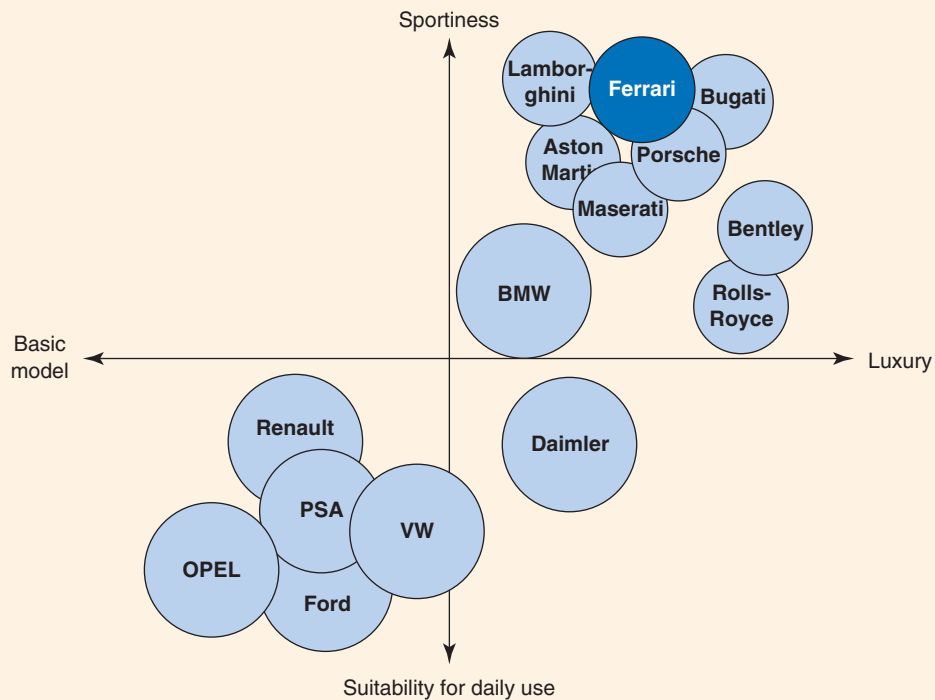 Sportiness
Lambor-
ghini
Ferrari
Bugati
Aston
Marti
Porsche
Maserati
Bentley
BMW
Rolls-
Royce
Basic
model
Luxury
Renault
Daimler
PSA
VW
OPEL
Ford
Suitability for daily use